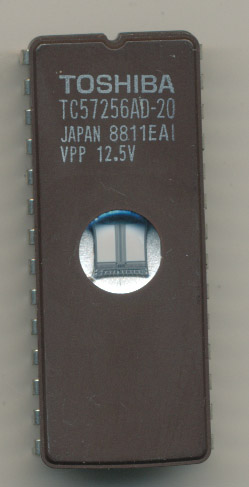 TOSHIBA
TC57256AD-20
JAPAN 8811EAI
VPP 12.5V